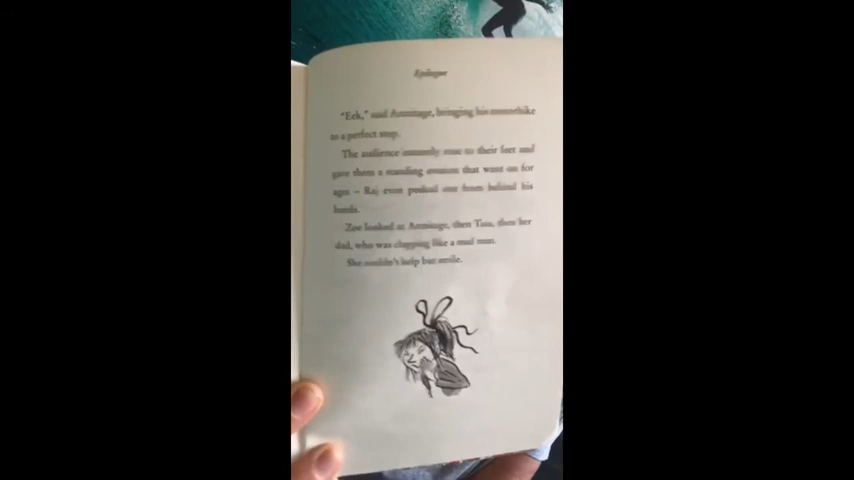 Epilogue
"Eek," said Armitage, bringing his motorbike
to a perfect stop.
The audience instantly rose to their feet and
gave them a standing ovation that went on for
ages – Raj even peeked out from behind his
hands.
Zoe looked at Armitage, then Tina, then her
dad, who was clapping like a mad man.
She couldn't help but smile.